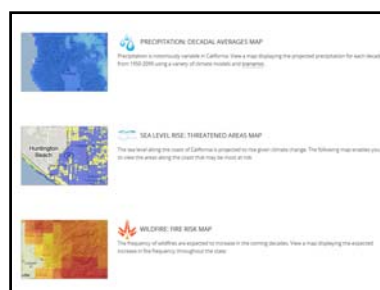 PRECIPITATION: DECADAL AVERAGES MAP
Precipitation is notoriously variable in California. View a map displaying the projected precipitation for each decade
from 1950-2090 using a variety of climate models and scenarios.
Huntington
Beach
SEA LEVEL RISE: THREATENED AREAS MAP
The sea level along the coast of California is projected to rise given climate change. The following map enables you
to view the areas along the coast that may be most at risk.
WILDFIRE: FIRE RISK MAP
The frequency of wildfires are expected to increase in the coming decades. View a map displaying the expected
increase in fire frequency throughout the state.